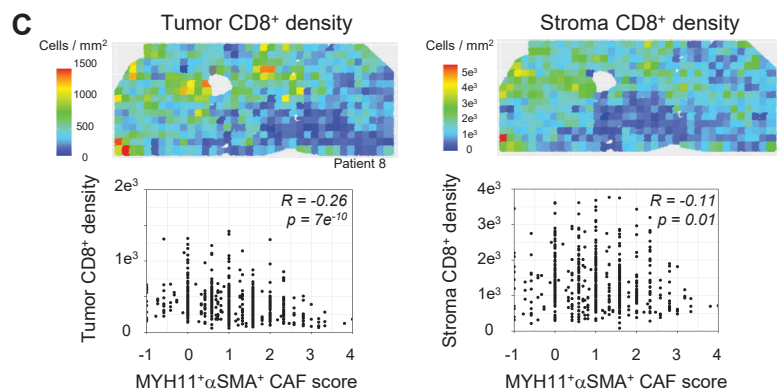 C
Tumor CD8⁺ density
Cells / mm²
1500
1000
500
0
Patient 8
Stroma CD8⁺ density
Cells / mm²
5e³
4e³
3e³
2e³
1e³
0
R = -0.26
p = 7e⁻¹⁰
Tumor CD8⁺ density
2e³
1e³
0
-1 0 1 2 3 4
MYH11⁺αSMA⁺ CAF score
R = -0.11
p = 0.01
Stroma CD8⁺ density
4e³
3e³
2e³
1e³
0
-1 0 1 2 3 4
MYH11⁺αSMA⁺ CAF score